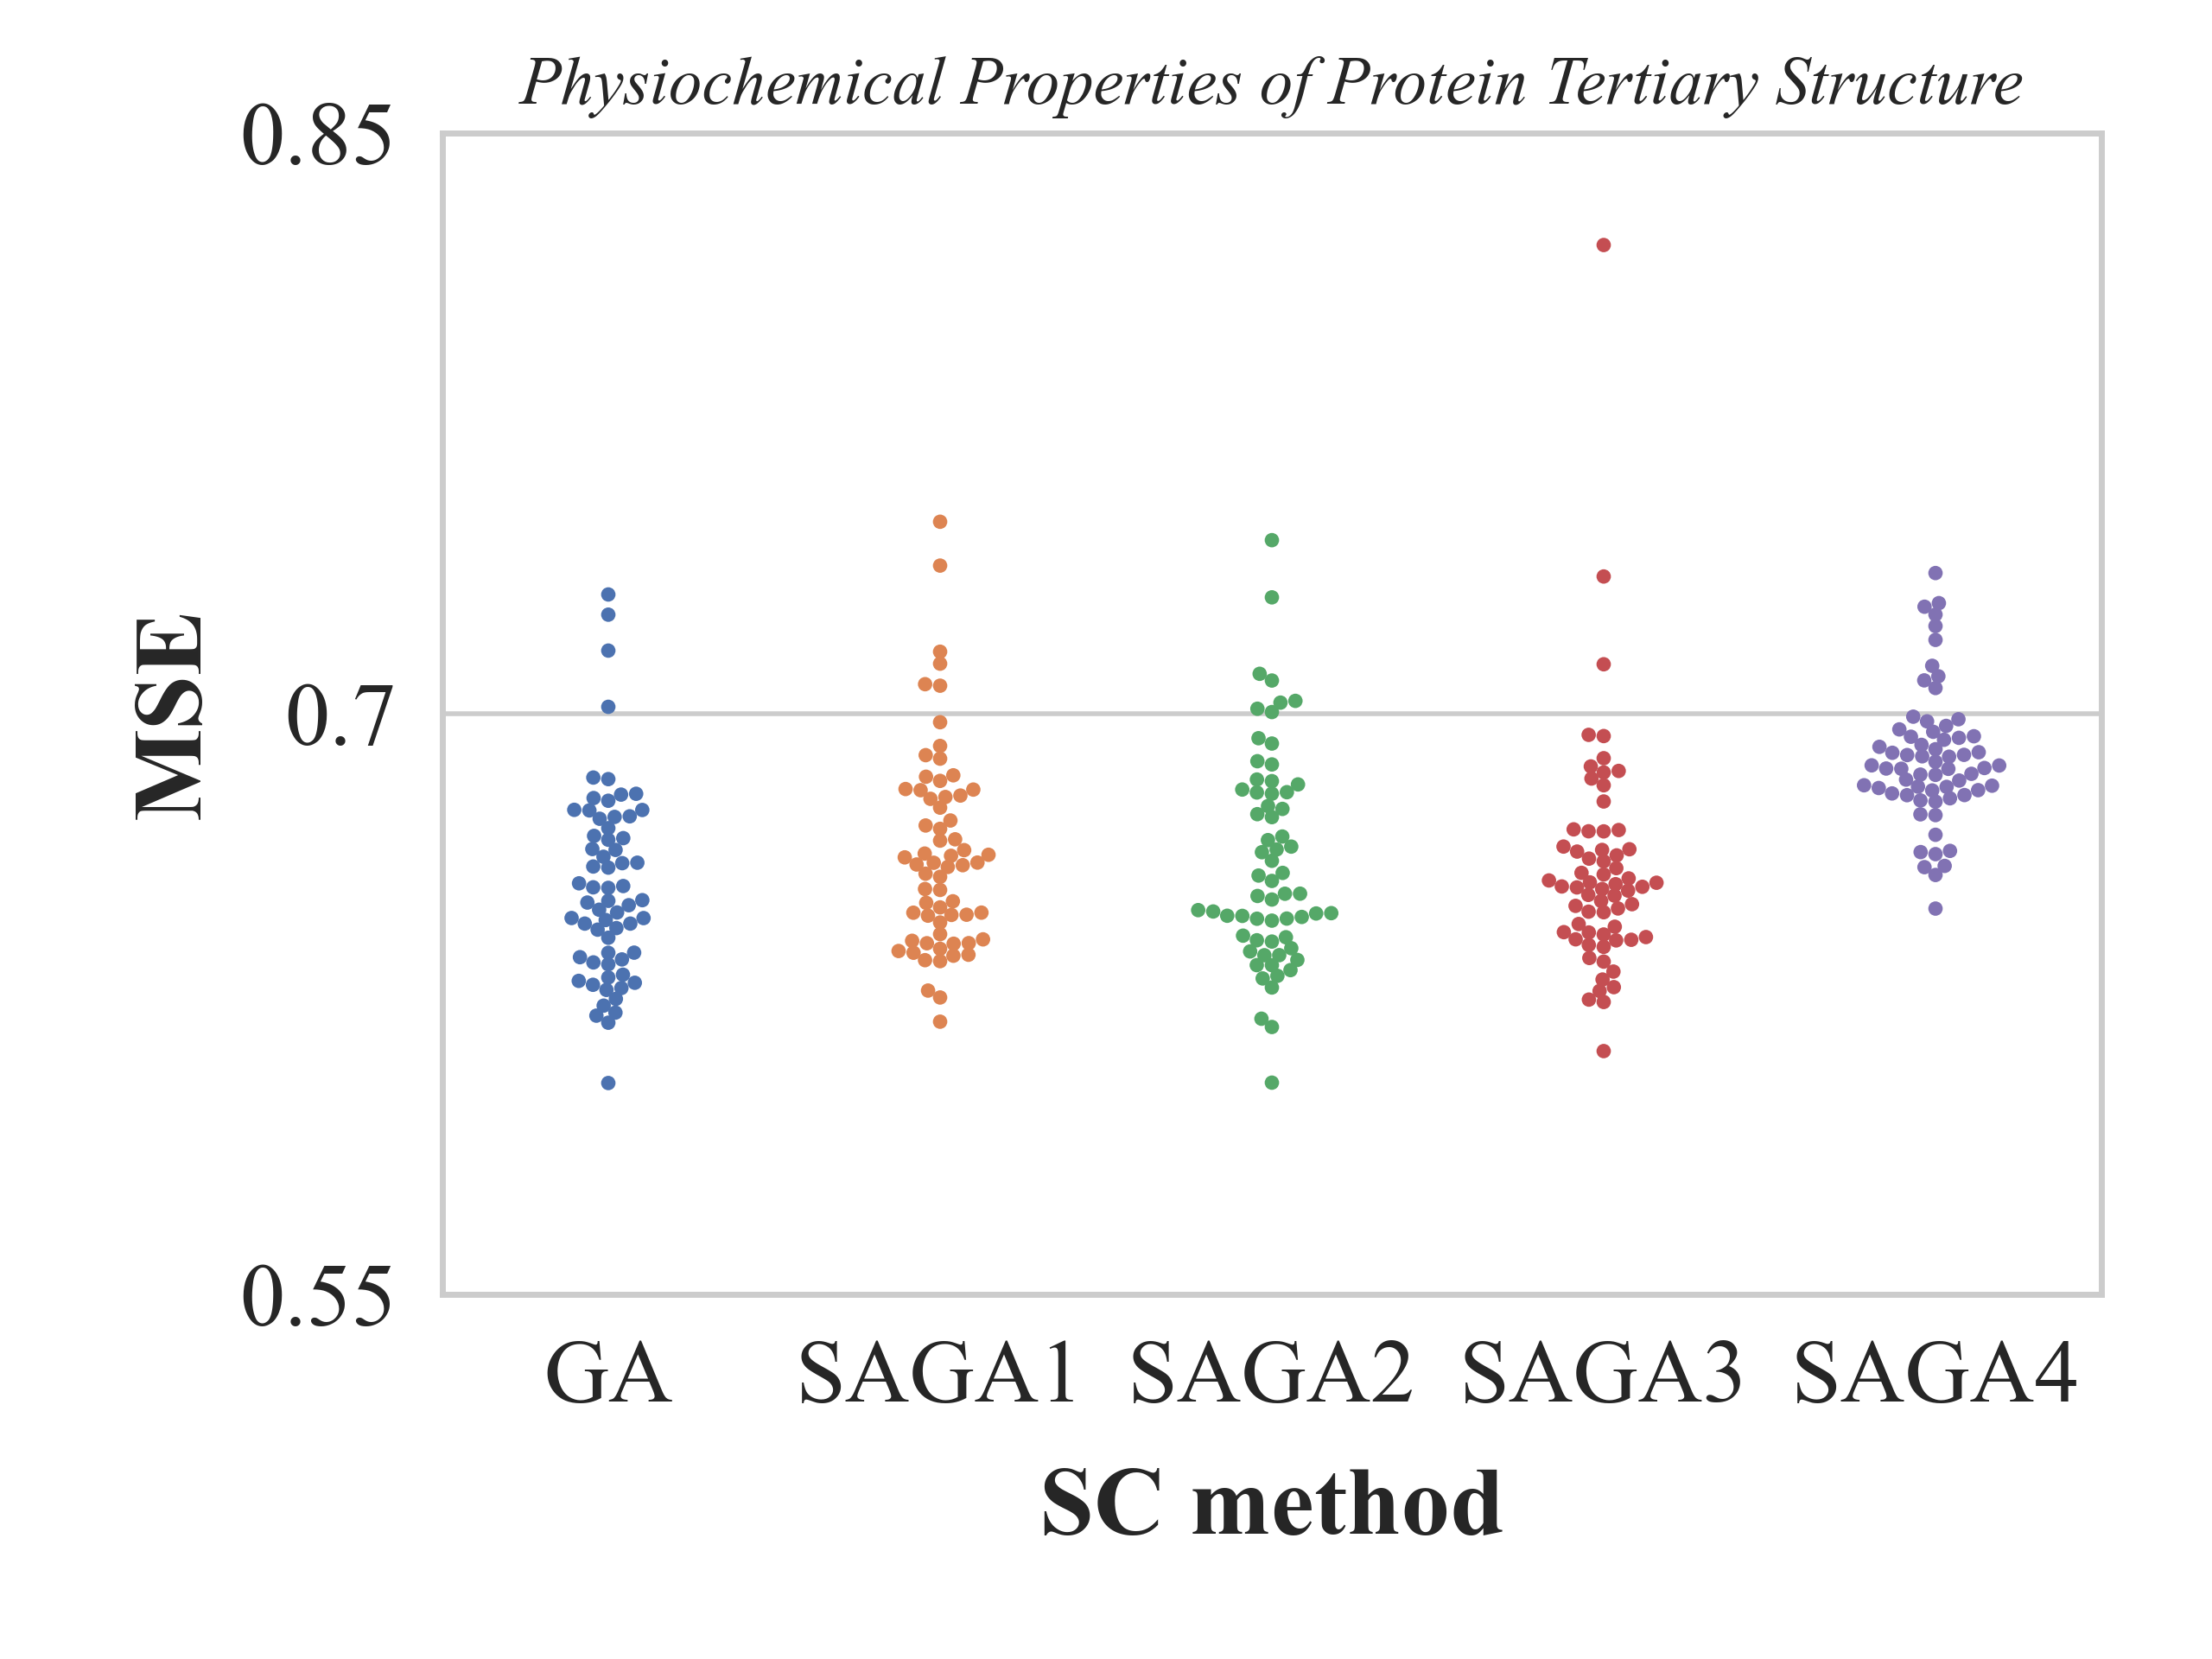 Physiochemical Properties of Protein Tertiary Structure
0.85
0.7
0.55
MSE
GA SAGA1 SAGA2 SAGA3 SAGA4
SC method